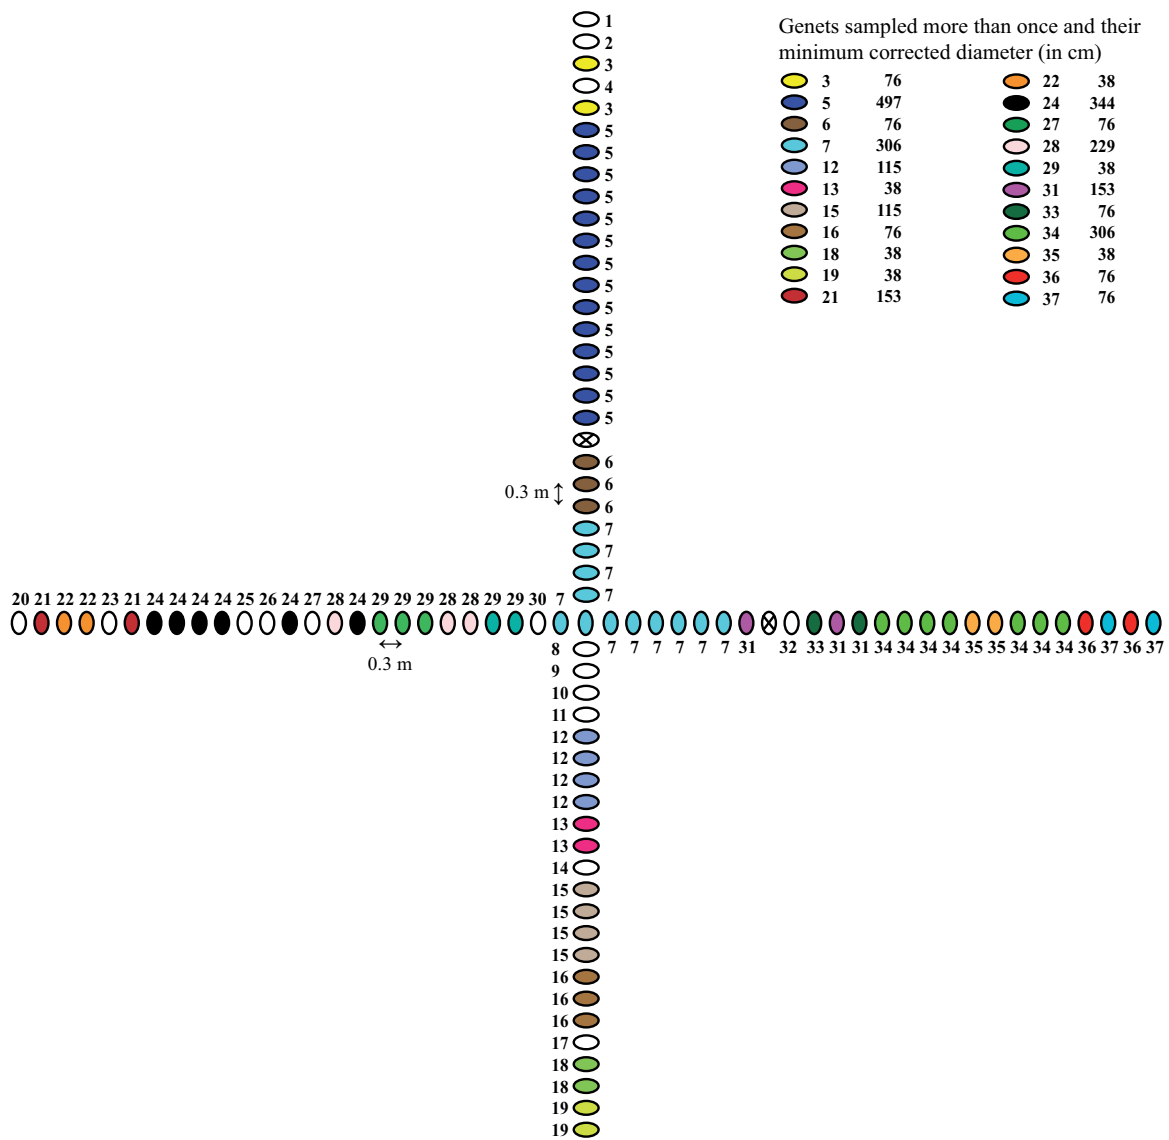 Genets sampled more than once and their
minimum corrected diameter (in cm)
3 76 22 38
5 497 24 344
6 76 27 76
7 306 28 229
12 115 29 38
13 38 31 153
15 115 33 76
16 76 34 306
18 38 35 38
19 38 36 76
21 153 37 76
1
2
3
4
3
5
5
5
5
5
5
5
5
5
5
5
5
5
5
6
6
0.3 m
6
7
7
7
7
20 21 22 22 23 21 24 24 24 24 25 26 24 27 28 24 29 29 29 28 28 29 29 30 7
7 7 7 7 7 7 31 32 33 31 31 34 34 34 34 35 35 34 34 34 36 37 36 37
0.3 m
8
9
10
11
12
12
12
12
13
13
14
15
15
15
15
16
16
16
17
18
18
19
19